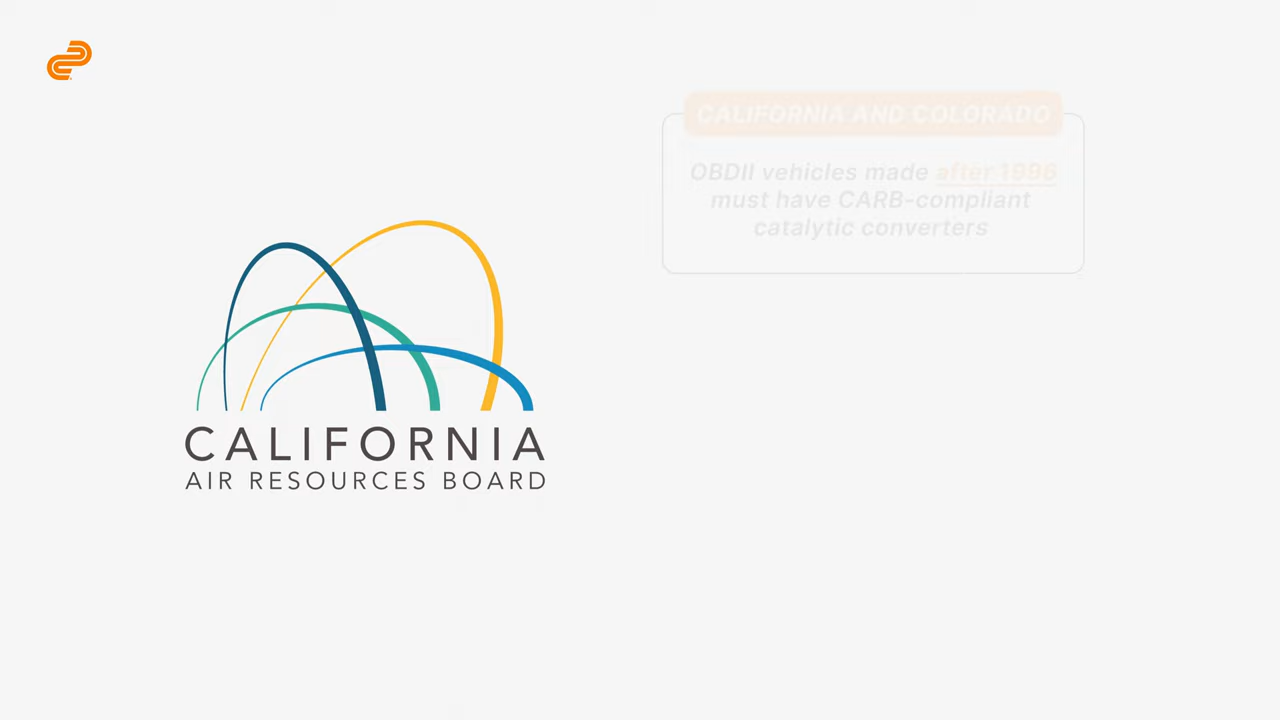 CALIFORNIA AND COLORADO
OBDII vehicles made after 1996
must have CARB-compliant
catalytic converters
CALIFORNIA
AIR RESOURCES BOARD